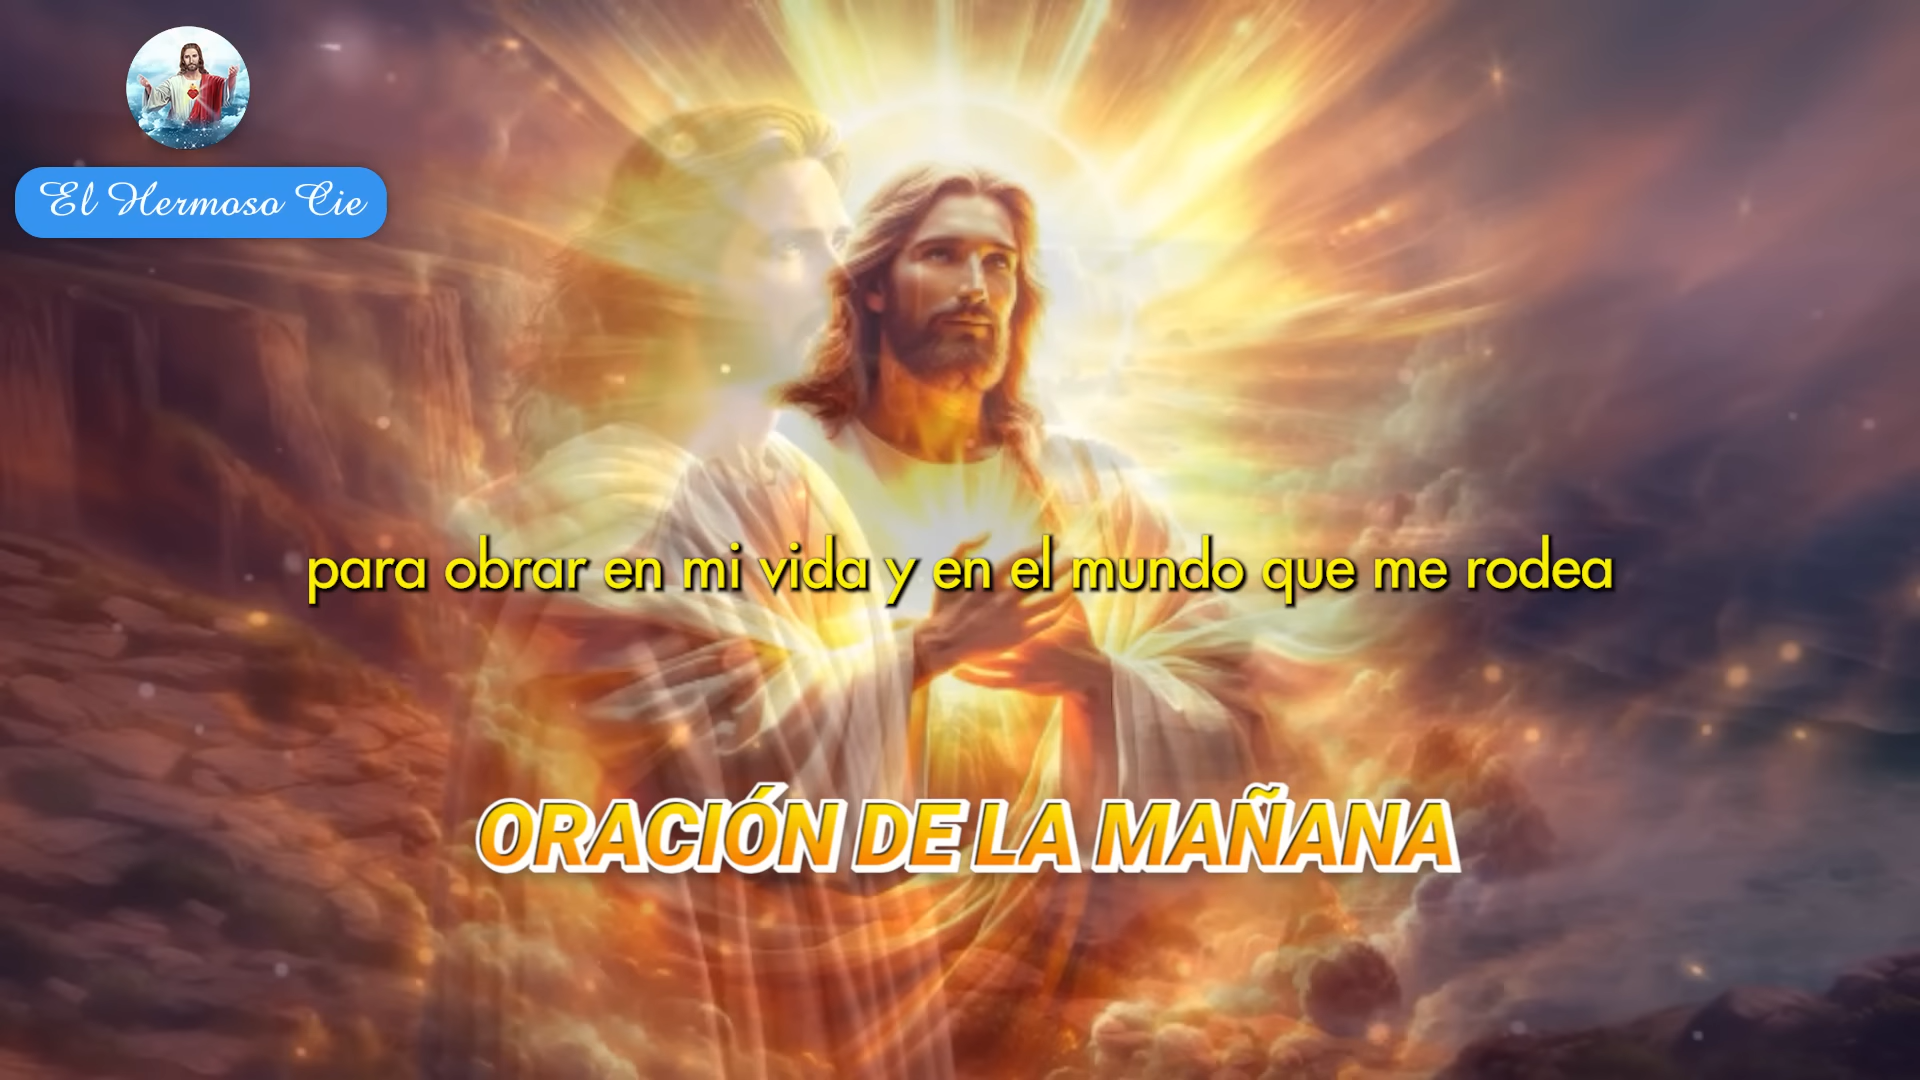 El Hermoso Cie
para obrar en mi vida y en el mundo que me rodea
ORACIÓN DE LA MAÑANA